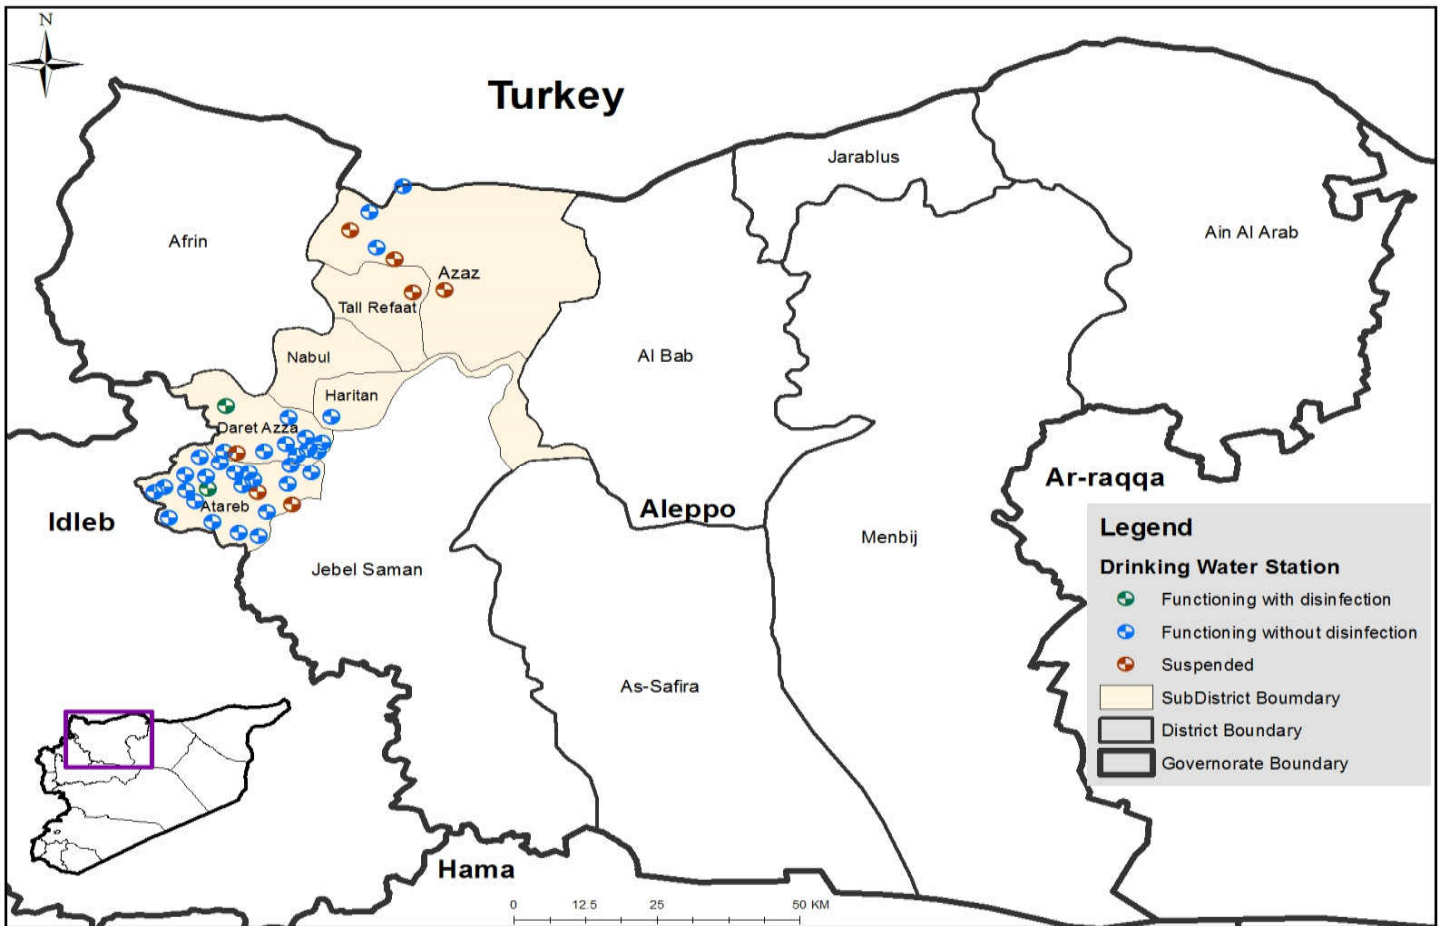 N
Turkey
Jarablus
Afrin
Ain Al Arab
Azaz
Tall Refaat
Nabul
Al Bab
Haritan
Daret Azza
Ar-raqqa
Atareb
Idleb
Aleppo
Menbij
Jebel Saman
As-Safira
Hama
Legend
Drinking Water Station
Functioning with disinfection
Functioning without disinfection
Suspended
SubDistrict Boumdary
District Boundary
Governorate Boundary
0 12.5 25 50 KM